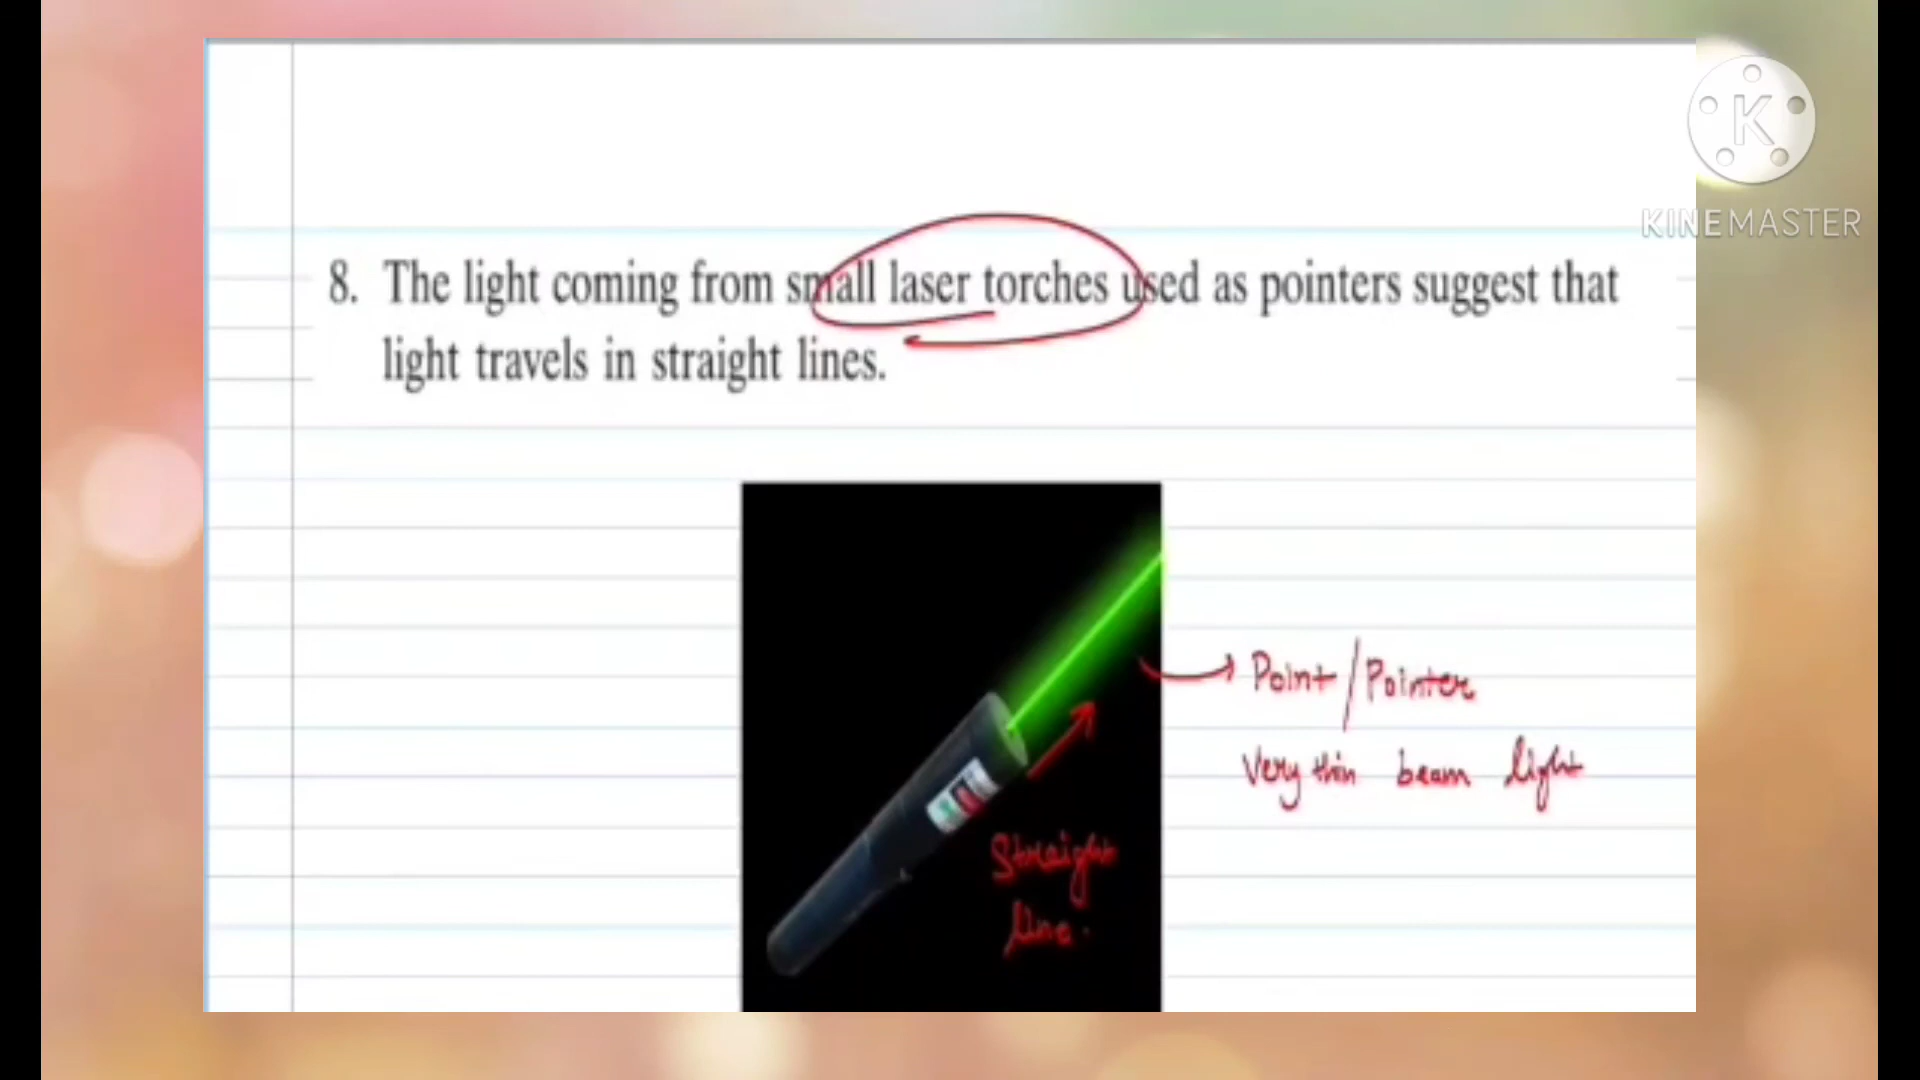 K
KINEMASTER
8. The light coming from small laser torches used as pointers suggest that
light travels in straight lines.
Point/Pointer
Very thin beam light
Straight
line.